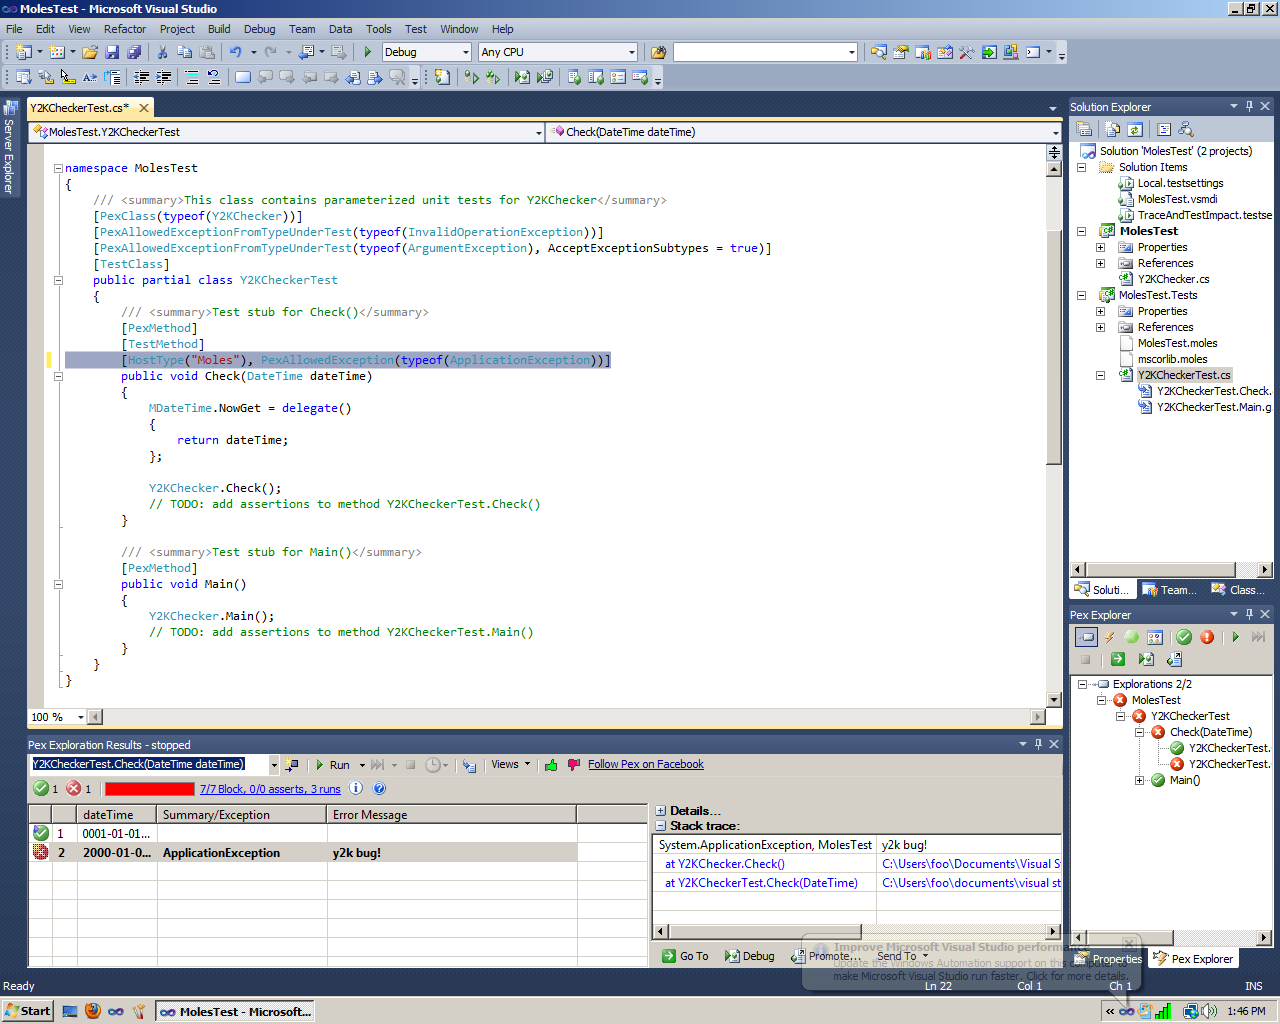 MolesTest - Microsoft Visual Studio
File Edit View Refactor Project Build Debug Team Data Tools Test Window Help
Debug Any CPU
Server Explorer
Y2KCheckerTest.cs*
MolesTest.Y2KCheckerTest
Check(DateTime dateTime)
namespace MolesTest
{
/// <summary>This class contains parameterized unit tests for Y2KChecker</summary>
[PexClass(typeof(Y2KChecker))]
[PexAllowedExceptionFromTypeUnderTest(typeof(InvalidOperationException))]
[PexAllowedExceptionFromTypeUnderTest(typeof(ArgumentException), AcceptExceptionSubtypes = true)]
[TestClass]
public partial class Y2KCheckerTest
{
/// <summary>Test stub for Check()</summary>
[PexMethod]
[TestMethod]
[HostType("Moles"), PexAllowedException(typeof(ApplicationException))]
public void Check(DateTime dateTime)
{
MDateTime.NowGet = delegate()
{
return dateTime;
};
Y2KChecker.Check();
// TODO: add assertions to method Y2KCheckerTest.Check()
}
/// <summary>Test stub for Main()</summary>
[PexMethod]
public void Main()
{
Y2KChecker.Main();
// TODO: add assertions to method Y2KCheckerTest.Main()
}
}
}
100 %
Solution Explorer
Solution 'MolesTest' (2 projects)
Solution Items
Local.testsettings
MolesTest.vsmdi
TraceAndTestImpact.testse
MolesTest
Properties
References
Y2KChecker.cs
MolesTest.Tests
Properties
References
MolesTest.moles
mscorlib.moles
Y2KCheckerTest.cs
Y2KCheckerTest.Check.
Y2KCheckerTest.Main.g
Soluti... Team... Class...
Pex Explorer
Explorations 2/2
MolesTest
Y2KCheckerTest
Check(DateTime)
Y2KCheckerTest.
Y2KCheckerTest.
Main()
Properties Pex Explorer
Pex Exploration Results - stopped
Y2KCheckerTest.Check(DateTime dateTime) Run Views Follow Pex on Facebook
1 1 7/7 Block, 0/0 asserts, 3 runs
dateTime Summary/Exception Error Message
1 0001-01-01...
2 2000-01-0... ApplicationException y2k bug!
Details...
Stack trace:
System.ApplicationException, MolesTest y2k bug!
at Y2KChecker.Check() C:\Users\foo\Documents\Visual S
at Y2KCheckerTest.Check(DateTime) C:\Users\foo\documents\visual st
Go To Debug Promote... Send To
Improve Microsoft Visual Studio performance
Update the Windows Automation support on this computer to
make Microsoft Visual Studio run faster. Click for more details.
Ready Ln 22 Col 1 Ch 1 INS
Start MolesTest - Microsoft... « 1:46 PM